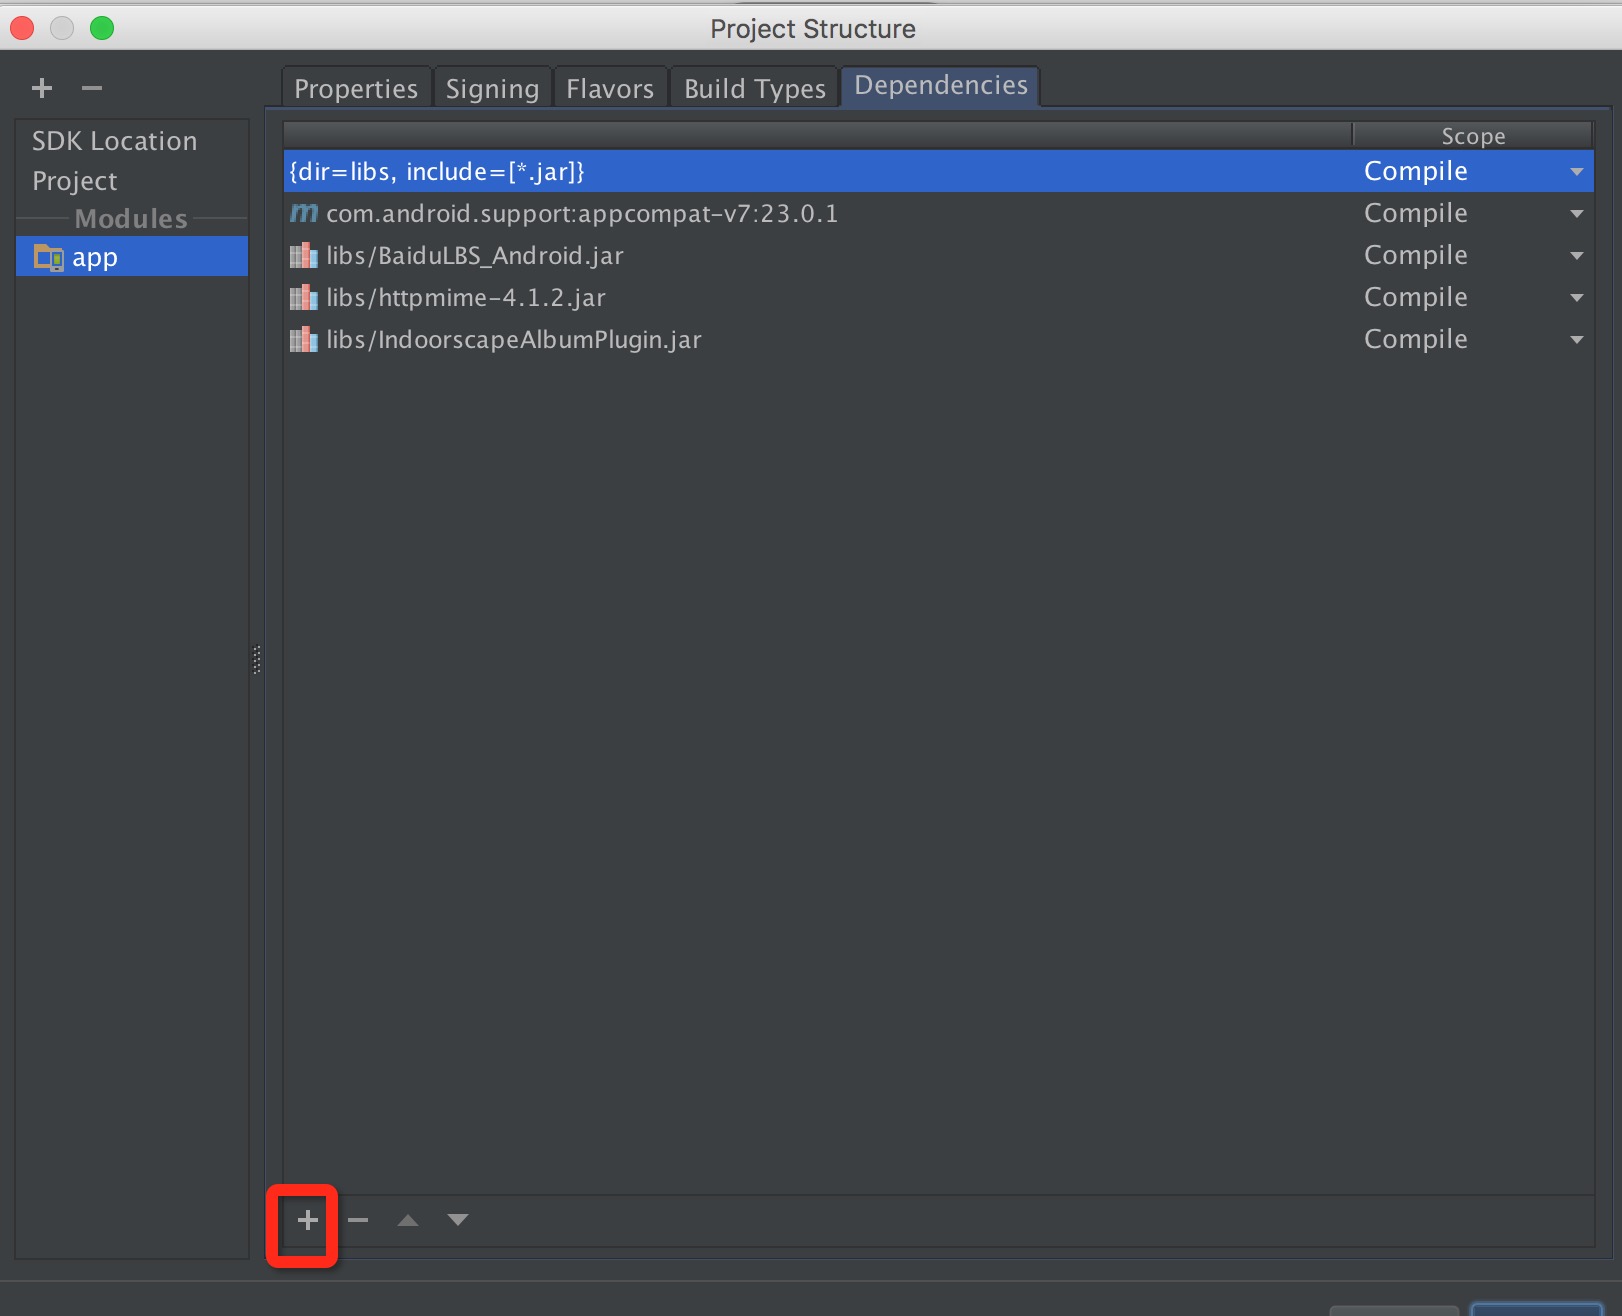 Project Structure
Properties Signing Flavors Build Types Dependencies
SDK Location
Project
Modules
app
Scope
{dir=libs, include=[*.jar]} Compile
m com.android.support:appcompat-v7:23.0.1 Compile
libs/BaiduLBS_Android.jar Compile
libs/httpmime-4.1.2.jar Compile
libs/IndoorscapeAlbumPlugin.jar Compile